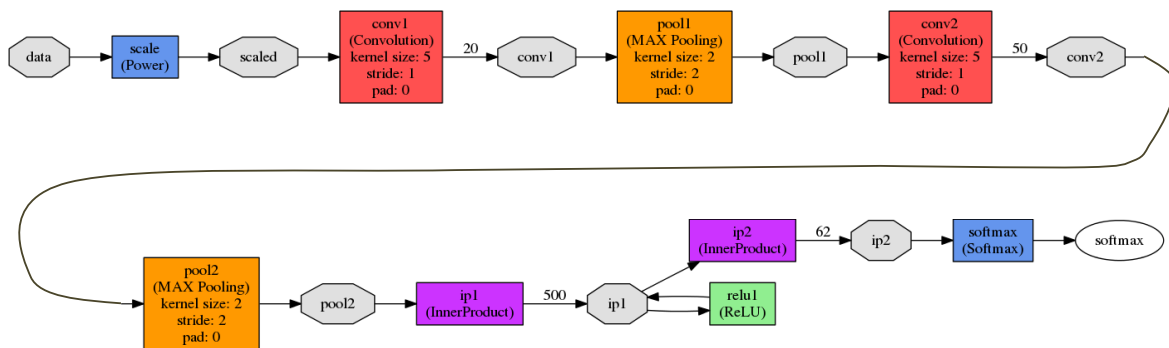 data
scale
(Power)
scaled
conv1
(Convolution)
kernel size: 5
stride: 1
pad: 0
20
conv1
pool1
(MAX Pooling)
kernel size: 2
stride: 2
pad: 0
pool1
conv2
(Convolution)
kernel size: 5
stride: 1
pad: 0
50
conv2
pool2
(MAX Pooling)
kernel size: 2
stride: 2
pad: 0
pool2
ip1
(InnerProduct)
500
ip1
relu1
(ReLU)
ip2
(InnerProduct)
62
ip2
softmax
(Softmax)
softmax